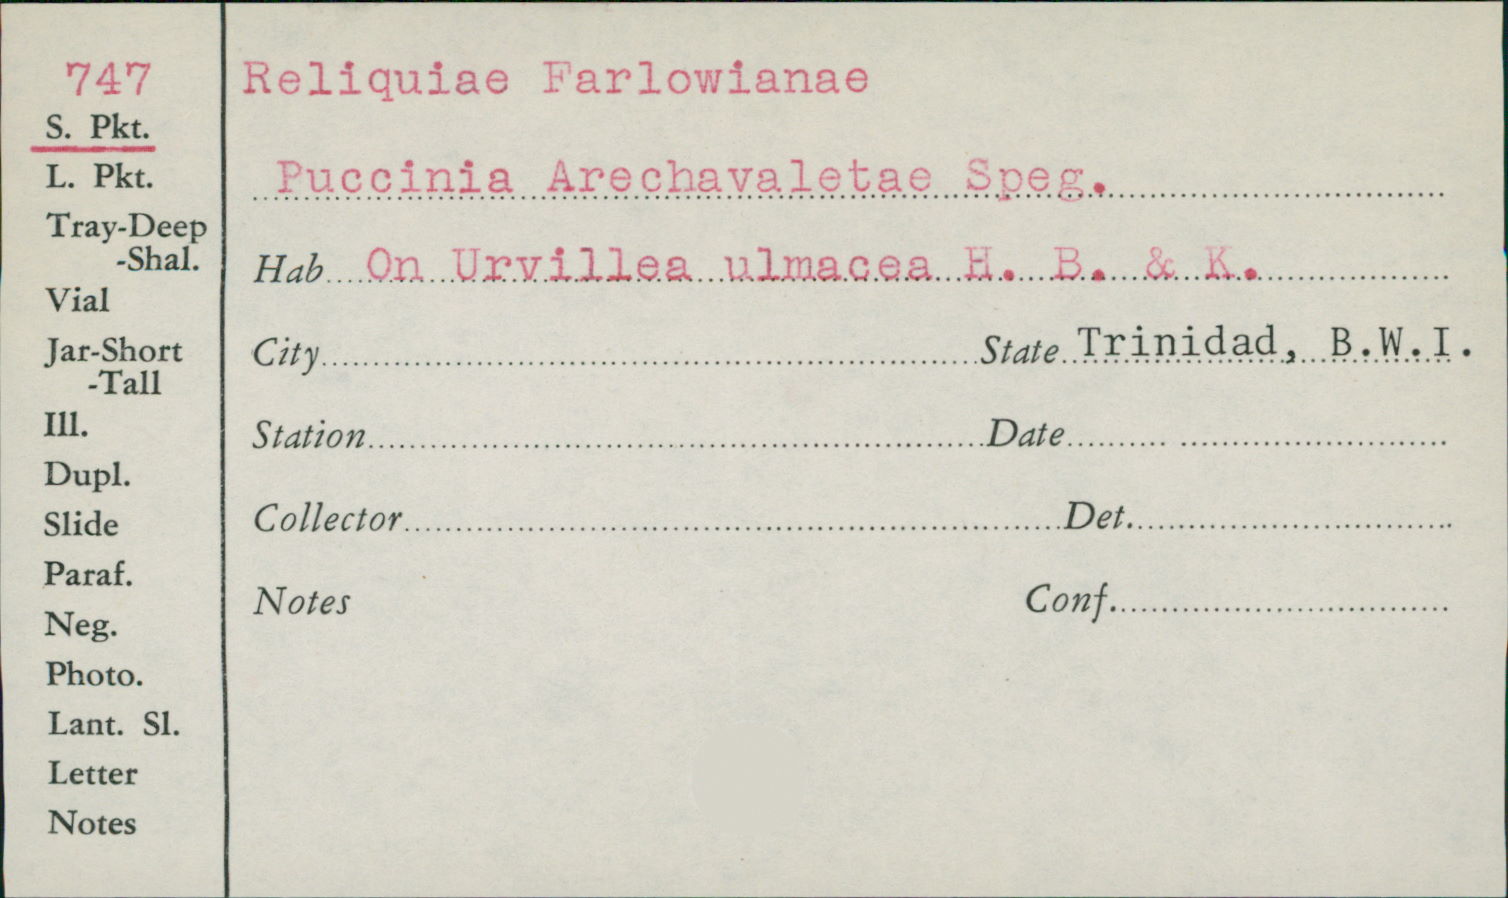 747
S. Pkt.
L. Pkt.
Tray-Deep
-Shal.
Vial
Jar-Short
-Tall
Ill.
Dupl.
Slide
Paraf.
Neg.
Photo.
Lant. Sl.
Letter
Notes
Reliquiae Farlowianae
Puccinia Arechavaletae Speg.
Hab On Urvillea ulmacea H. B. & K.
City State Trinidad, B.W.I.
Station Date
Collector Det.
Notes Conf.